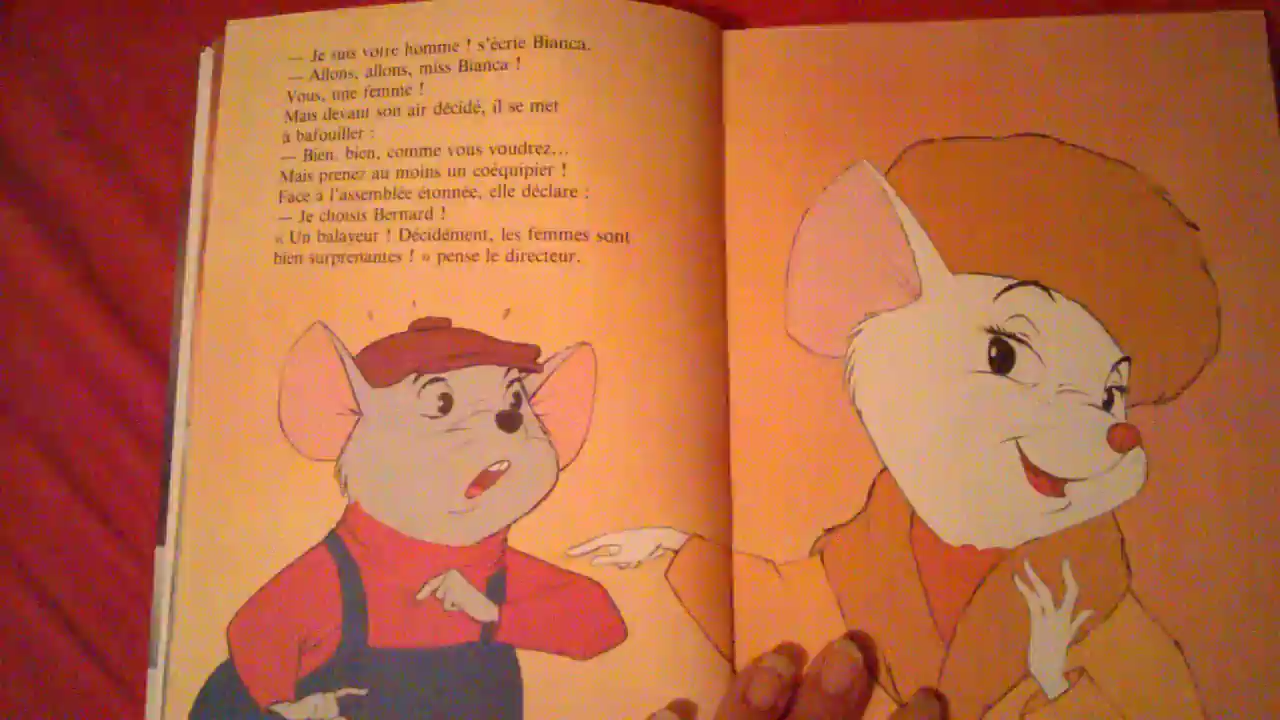 — Je suis votre homme ! s'écrie Bianca.
— Allons, allons, miss Bianca !
Vous, une femme !
Mais devant son air décidé, il se met
à bafouiller :
— Bien, bien, comme vous voudrez...
Mais prenez au moins un coéquipier !
Face à l'assemblée étonnée, elle déclare :
— Je choisis Bernard !
« Un balayeur ! Décidément, les femmes sont
bien surprenantes ! » pense le directeur.